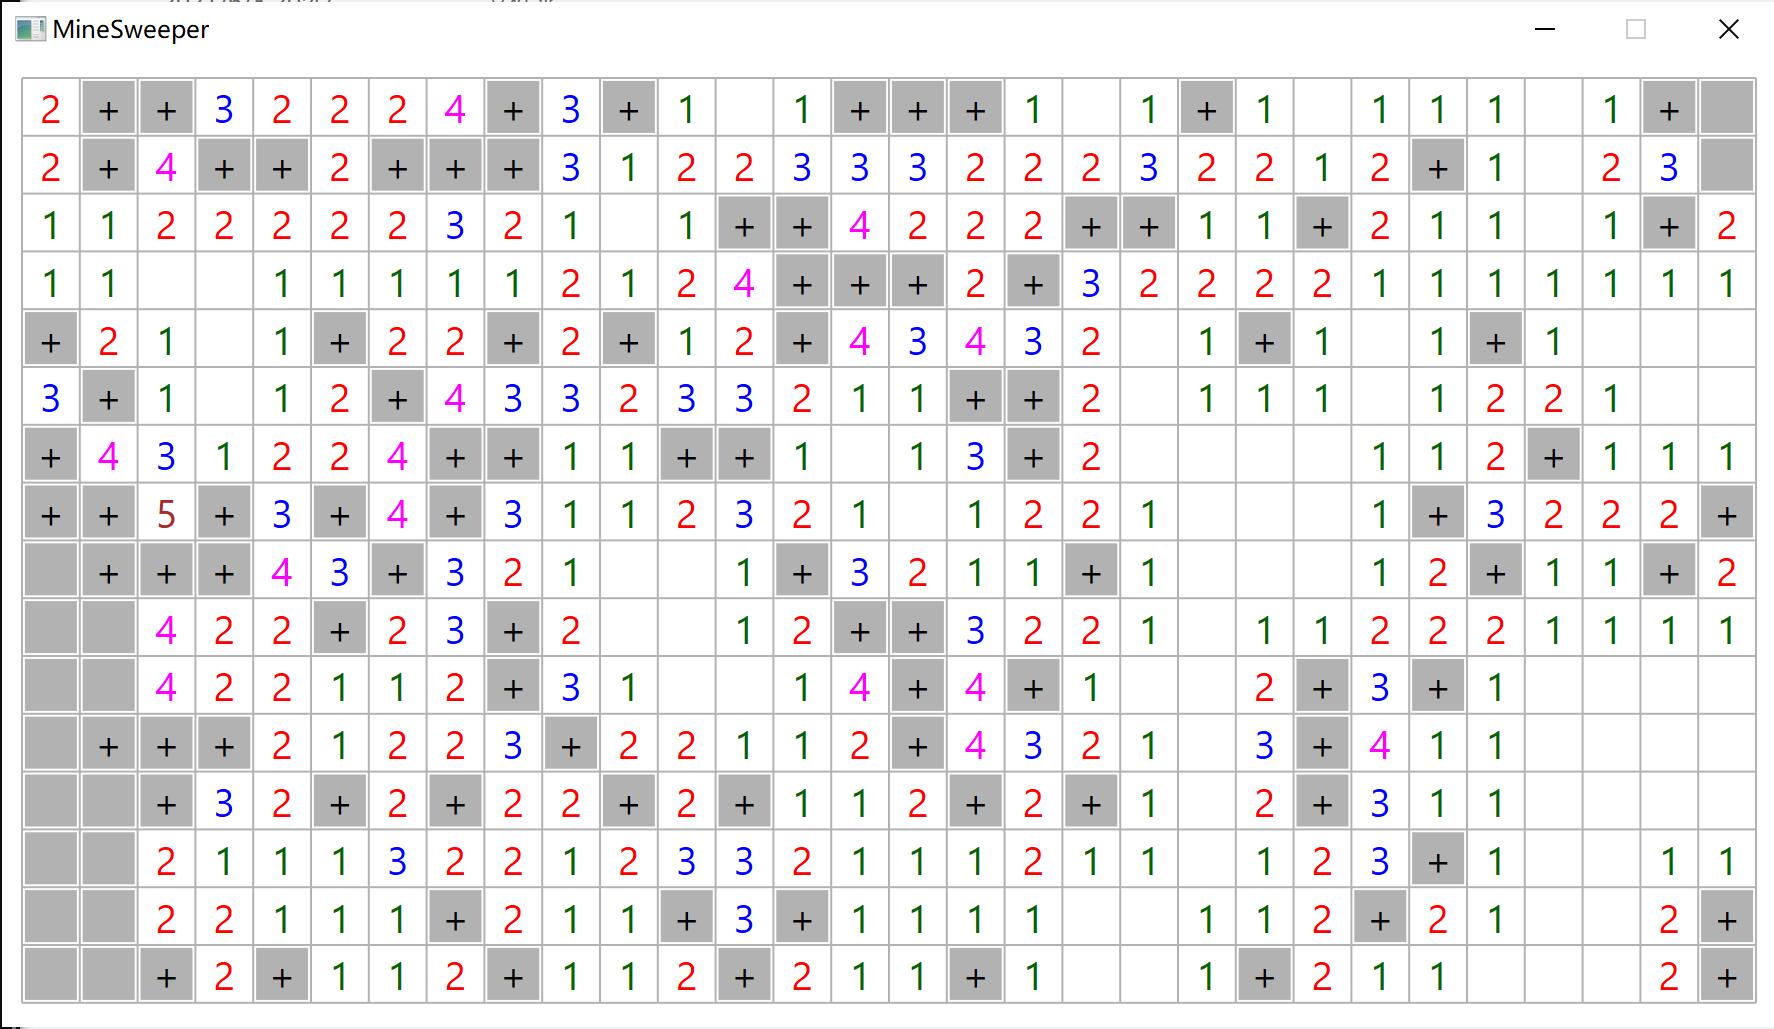 MineSweeper
2 + + 3 2 2 2 4 + 3 + 1 1 + + + 1 1 + 1 1 1 1 1 +
2 + 4 + + 2 + + + 3 1 2 2 3 3 3 2 2 2 3 2 2 1 2 + 1 2 3
1 1 2 2 2 2 2 3 2 1 1 + + 4 2 2 2 + + 1 1 + 2 1 1 1 + 2
1 1 1 1 1 1 1 2 1 2 4 + + + 2 + 3 2 2 2 2 1 1 1 1 1 1 1
+ 2 1 1 + 2 2 + 2 + 1 2 + 4 3 4 3 2 1 + 1 1 + 1
3 + 1 1 2 + 4 3 3 2 3 3 2 1 1 + + 2 1 1 1 1 2 2 1
+ 4 3 1 2 2 4 + + 1 1 + + 1 1 3 + 2 1 1 2 + 1 1 1
+ + 5 + 3 + 4 + 3 1 1 2 3 2 1 1 2 2 1 1 + 3 2 2 2 +
+ + + 4 3 + 3 2 1 1 + 3 2 1 1 + 1 1 2 + 1 1 + 2
4 2 2 + 2 3 + 2 1 2 + + 3 2 2 1 1 1 2 2 2 1 1 1 1
4 2 2 1 1 2 + 3 1 1 4 + 4 + 1 2 + 3 + 1
+ + + 2 1 2 2 3 + 2 2 1 1 2 + 4 3 2 1 3 + 4 1 1
+ 3 2 + 2 + 2 2 + 2 + 1 1 2 + 2 + 1 2 + 3 1 1
2 1 1 1 3 2 2 1 2 3 3 2 1 1 1 2 1 1 1 2 3 + 1 1 1
2 2 1 1 1 + 2 1 1 + 3 + 1 1 1 1 1 1 2 + 2 1 2 +
+ 2 + 1 1 2 + 1 1 2 + 2 1 1 + 1 1 + 2 1 1 2 +